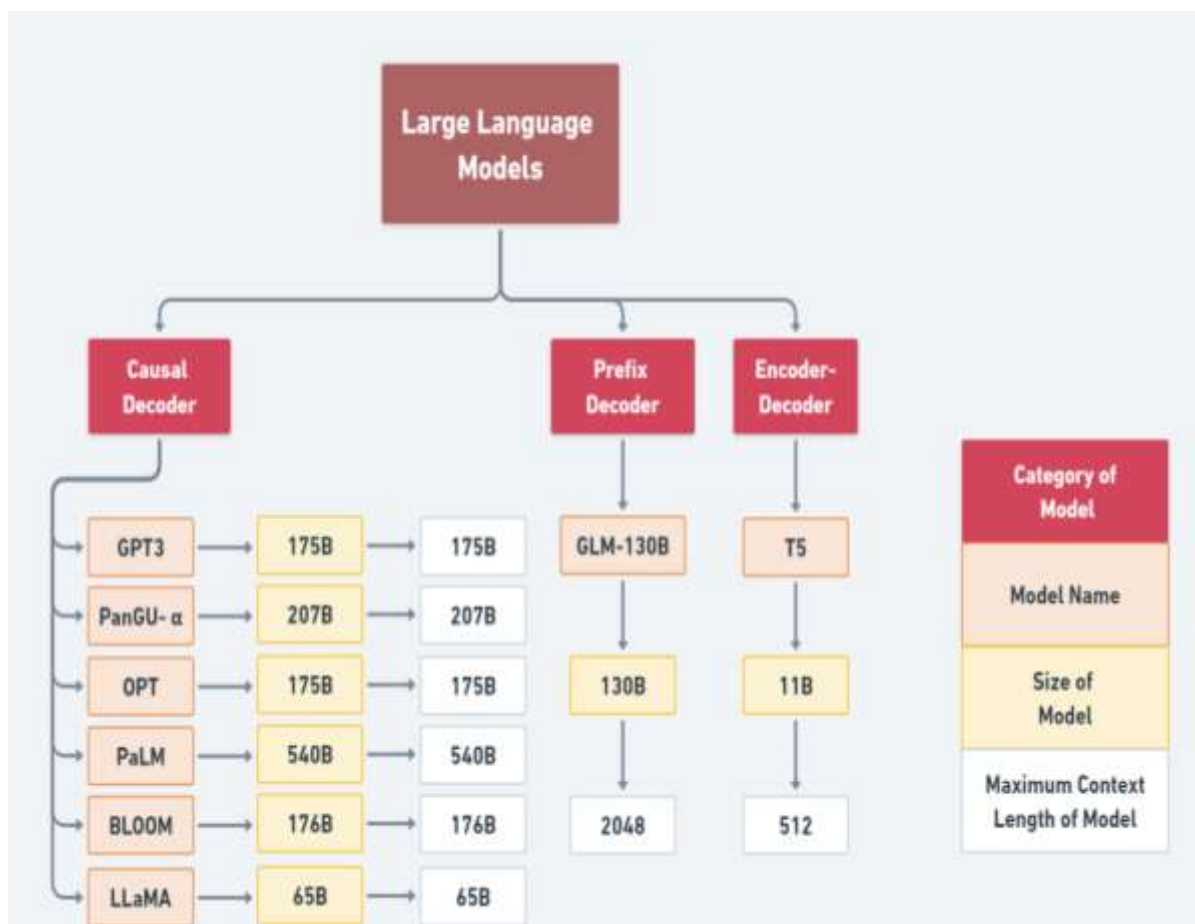 Large Language
Models
Causal
Decoder
Prefix
Decoder
Encoder-
Decoder
GPT3
175B
175B
GLM-130B
T5
PanGU- α
207B
207B
OPT
175B
175B
130B
11B
PaLM
540B
540B
BLOOM
176B
176B
2048
512
LLaMA
65B
65B
Category of
Model
Model Name
Size of
Model
Maximum Context
Length of Model